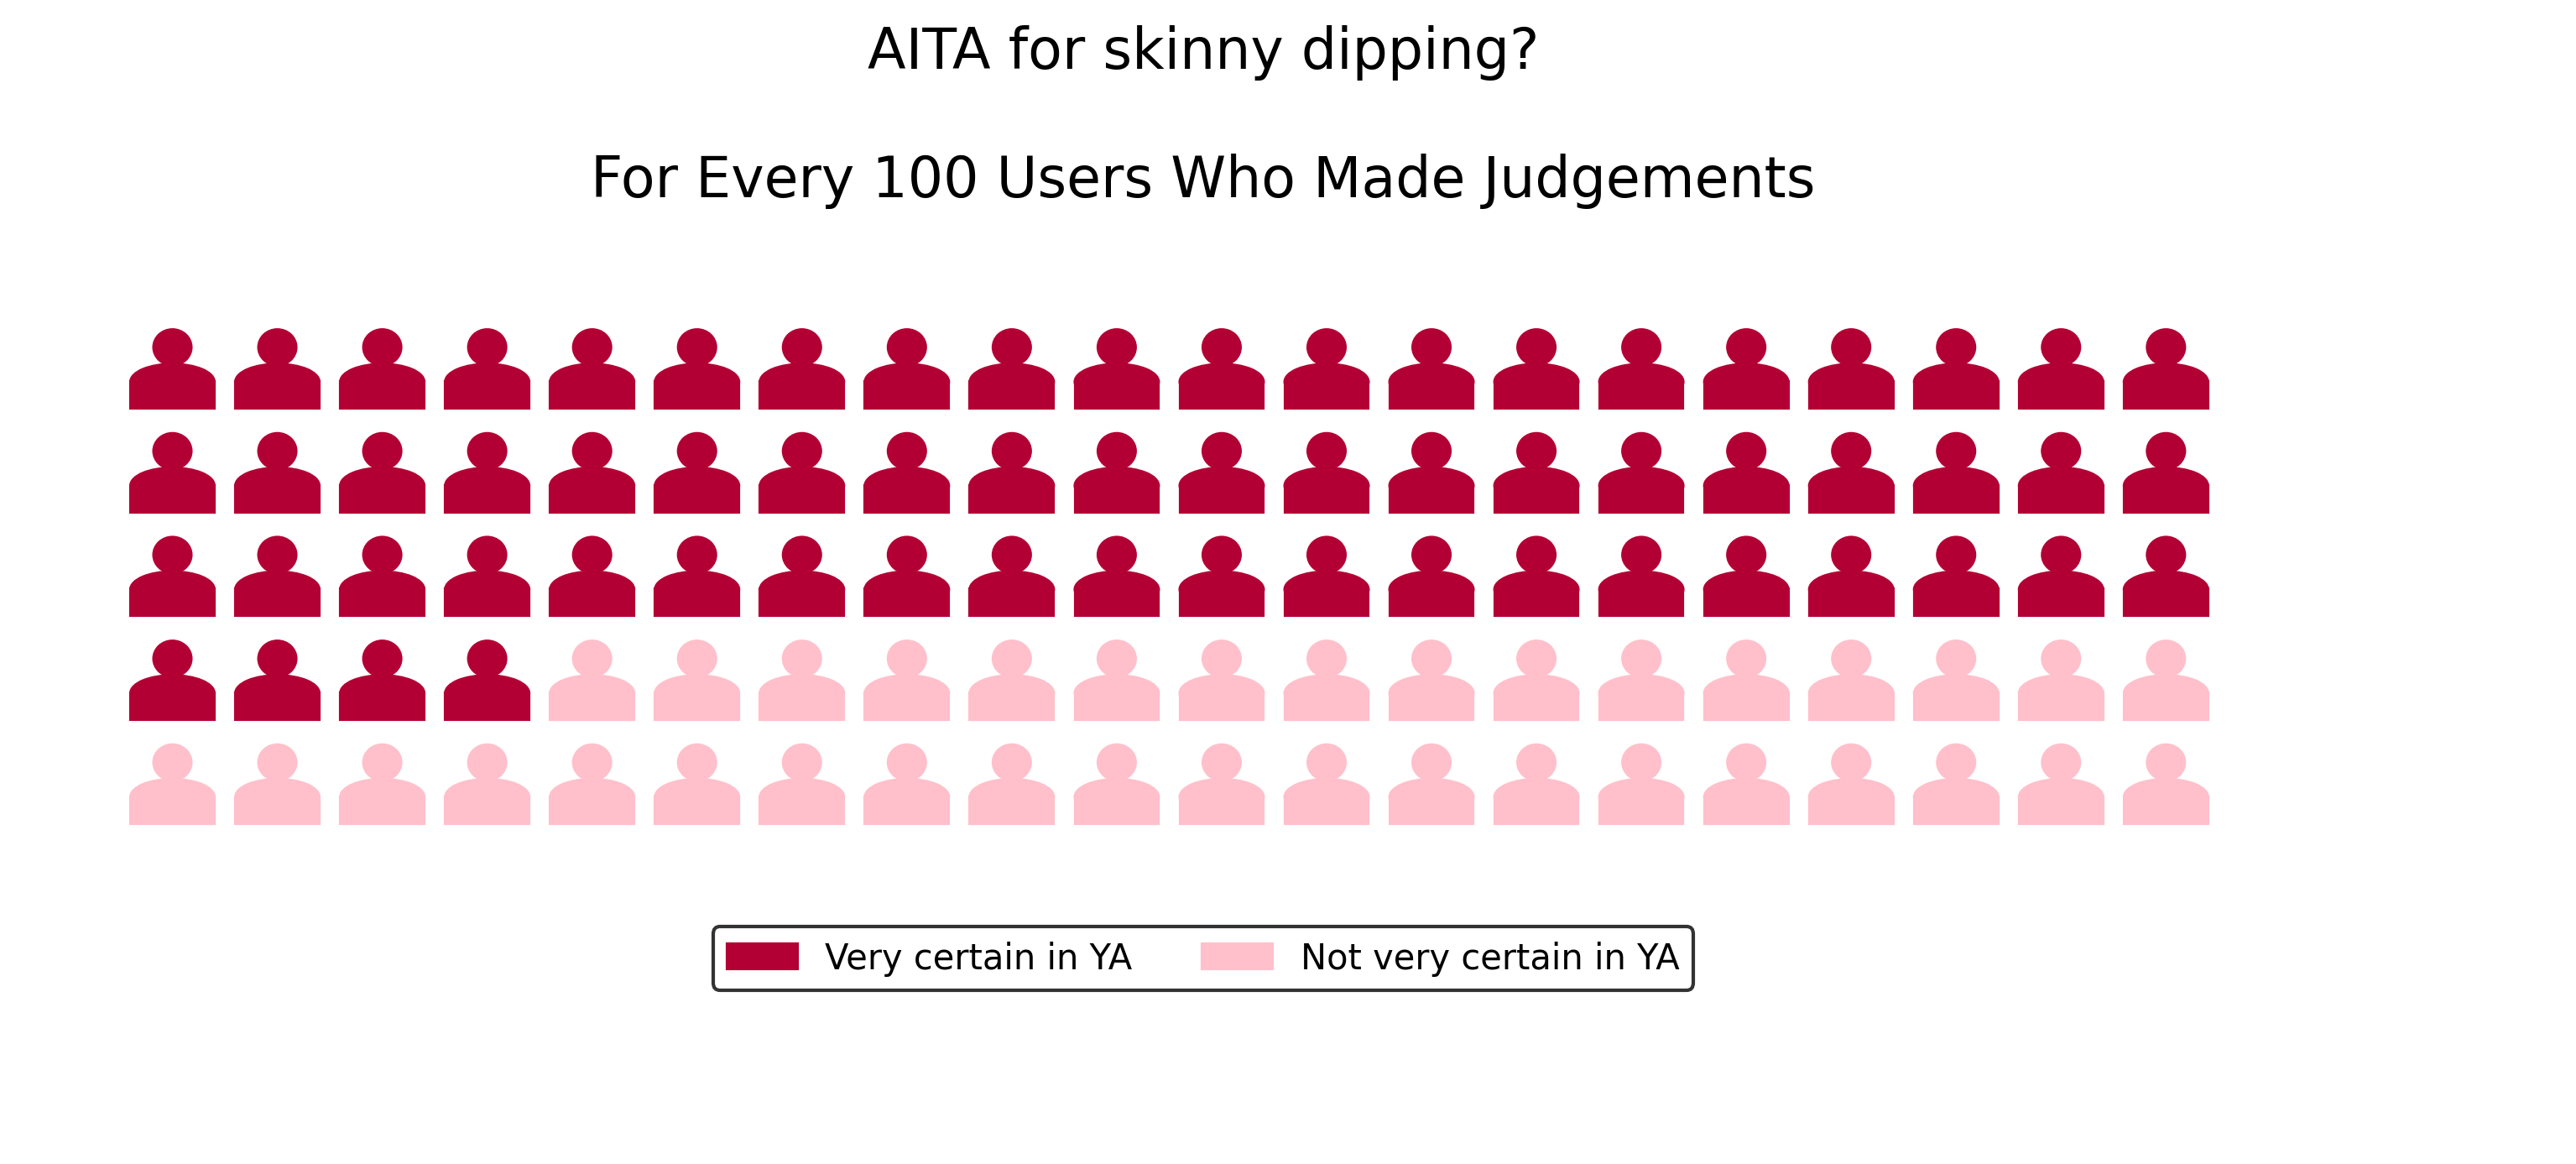 AITA for skinny dipping?
For Every 100 Users Who Made Judgements
Very certain in YA
Not very certain in YA